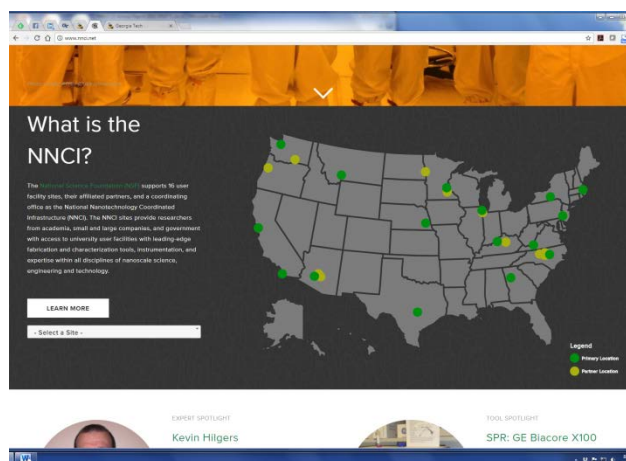 Georgia Tech
www.nnci.net
What is the
NNCI?
The National Science Foundation (NSF) supports 16 user
facility sites, their affiliated partners, and a coordinating
office as the National Nanotechnology Coordinated
Infrastructure (NNCI). The NNCI sites provide researchers
from academia, small and large companies, and government
with access to university user facilities with leading-edge
fabrication and characterization tools, instrumentation, and
expertise within all disciplines of nanoscale science,
engineering and technology.
LEARN MORE
- Select a Site -
Legend
Primary Location
Partner Location
EXPERT SPOTLIGHT
Kevin Hilgers
TOOL SPOTLIGHT
SPR: GE Biacore X100